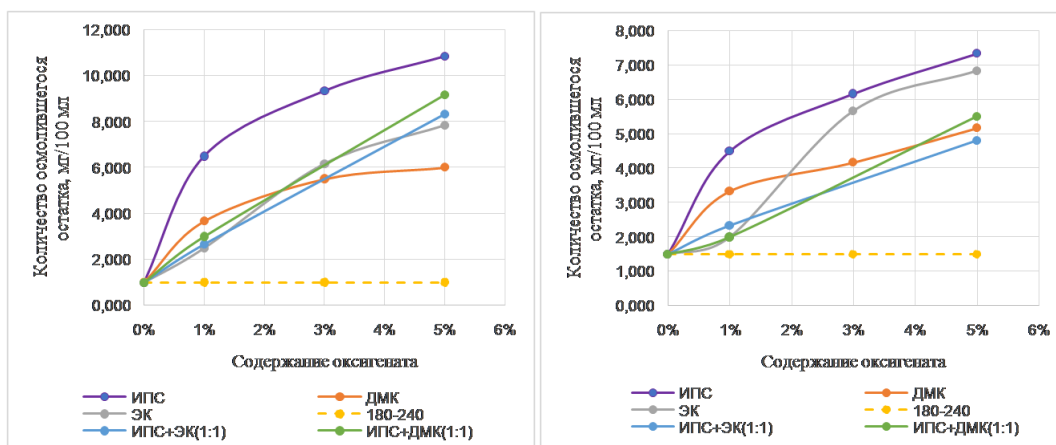 Количество осмолившегося
остатка, мг/100 мл
12,000
10,000
8,000
6,000
4,000
2,000
0,000
0% 1% 2% 3% 4% 5% 6%
Содержание оксигената
ИПС ДМК
ЭК 180-240
ИПС+ЭК(1:1) ИПС+ДМК(1:1)
Количество осмолившегося
остатка, мг/100 мл
8,000
7,000
6,000
5,000
4,000
3,000
2,000
1,000
0,000
0% 1% 2% 3% 4% 5% 6%
Содержание оксигената
ИПС ДМК
ЭК 180-240
ИПС+ЭК(1:1) ИПС+ДМК(1:1)